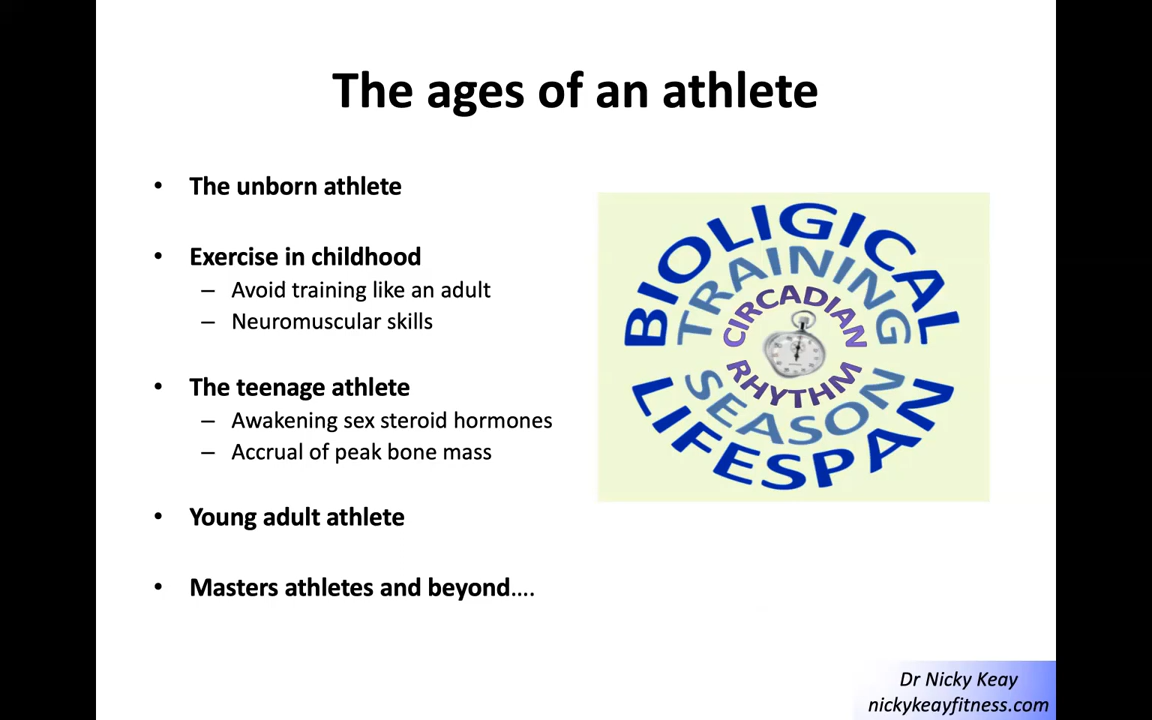 The ages of an athlete
• The unborn athlete
• Exercise in childhood
– Avoid training like an adult
– Neuromuscular skills
• The teenage athlete
– Awakening sex steroid hormones
– Accrual of peak bone mass
• Young adult athlete
• Masters athletes and beyond....
BIOLIGICAL
TRAINING
CIRCADIAN
RHYTHM
SEASON
LIFESPAN
Dr Nicky Keay
nickykeayfitness.com